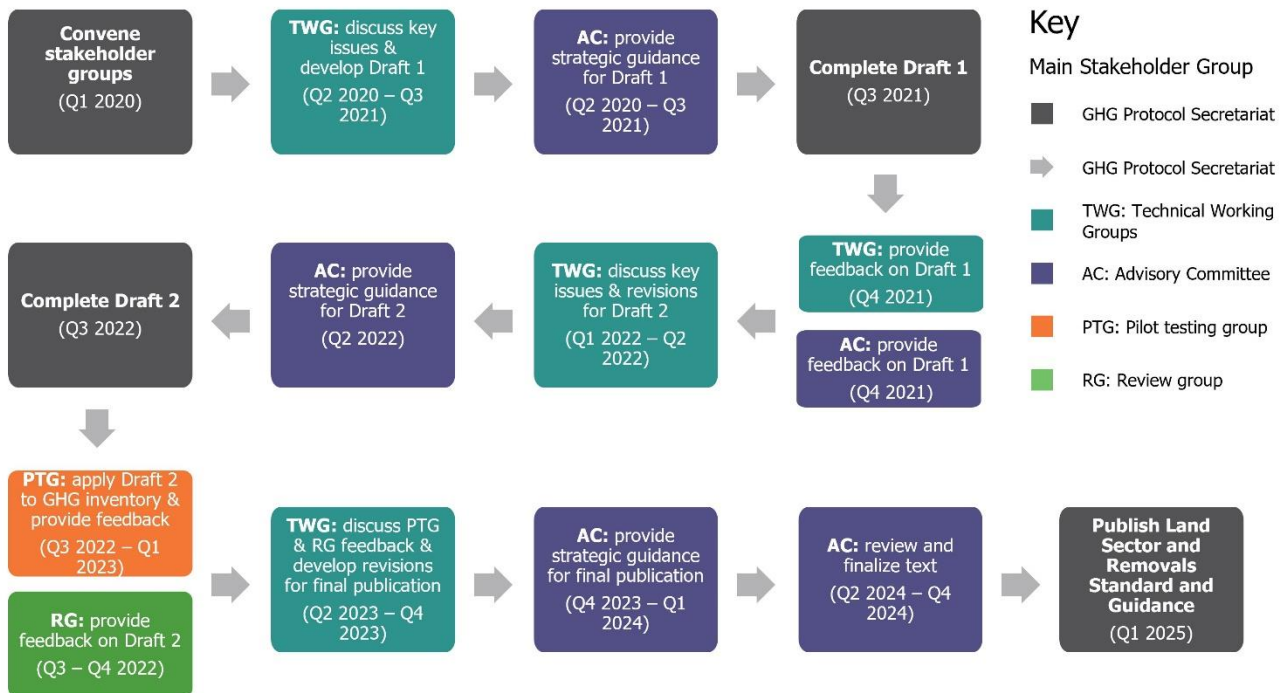 Convene
stakeholder
groups
(Q1 2020)
TWG: discuss key
issues &
develop Draft 1
(Q2 2020 – Q3
2021)
AC: provide
strategic guidance
for Draft 1
(Q2 2020 – Q3
2021)
Complete Draft 1
(Q3 2021)
TWG: provide
feedback on Draft 1
(Q4 2021)
AC: provide
feedback on Draft 1
(Q4 2021)
TWG: discuss key
issues & revisions
for Draft 2
(Q1 2022 – Q2
2022)
AC: provide
strategic guidance
for Draft 2
(Q2 2022)
Complete Draft 2
(Q3 2022)
PTG: apply Draft 2
to GHG inventory &
provide feedback
(Q3 2022 – Q1
2023)
RG: provide
feedback on Draft 2
(Q3 – Q4 2022)
TWG: discuss PTG
& RG feedback &
develop revisions
for final publication
(Q2 2023 – Q4
2023)
AC: provide
strategic guidance
for final publication
(Q4 2023 – Q1
2024)
AC: review and
finalize text
(Q2 2024 – Q4
2024)
Publish Land
Sector and
Removals
Standard and
Guidance
(Q1 2025)
Key
Main Stakeholder Group
GHG Protocol Secretariat
GHG Protocol Secretariat
TWG: Technical Working
Groups
AC: Advisory Committee
PTG: Pilot testing group
RG: Review group